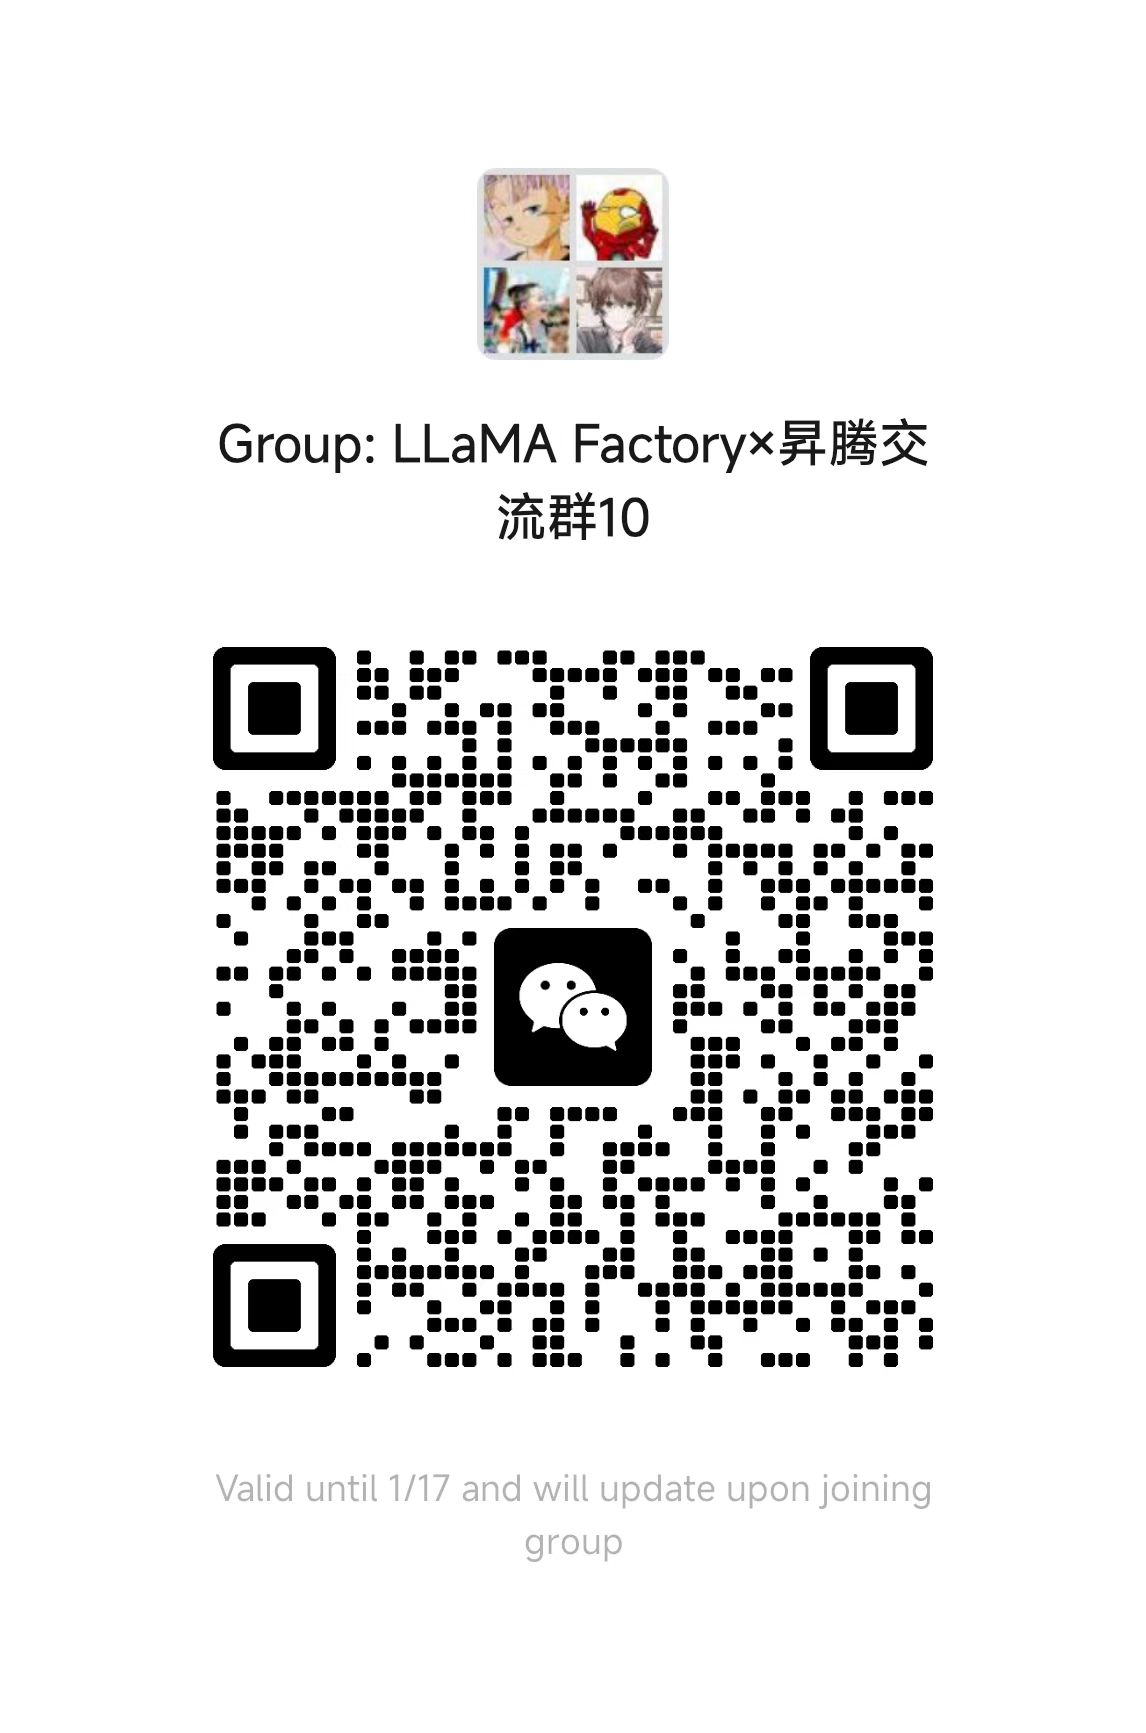 Group: LLaMA Factory×昇腾交
流群10
Valid until 1/17 and will update upon joining
group